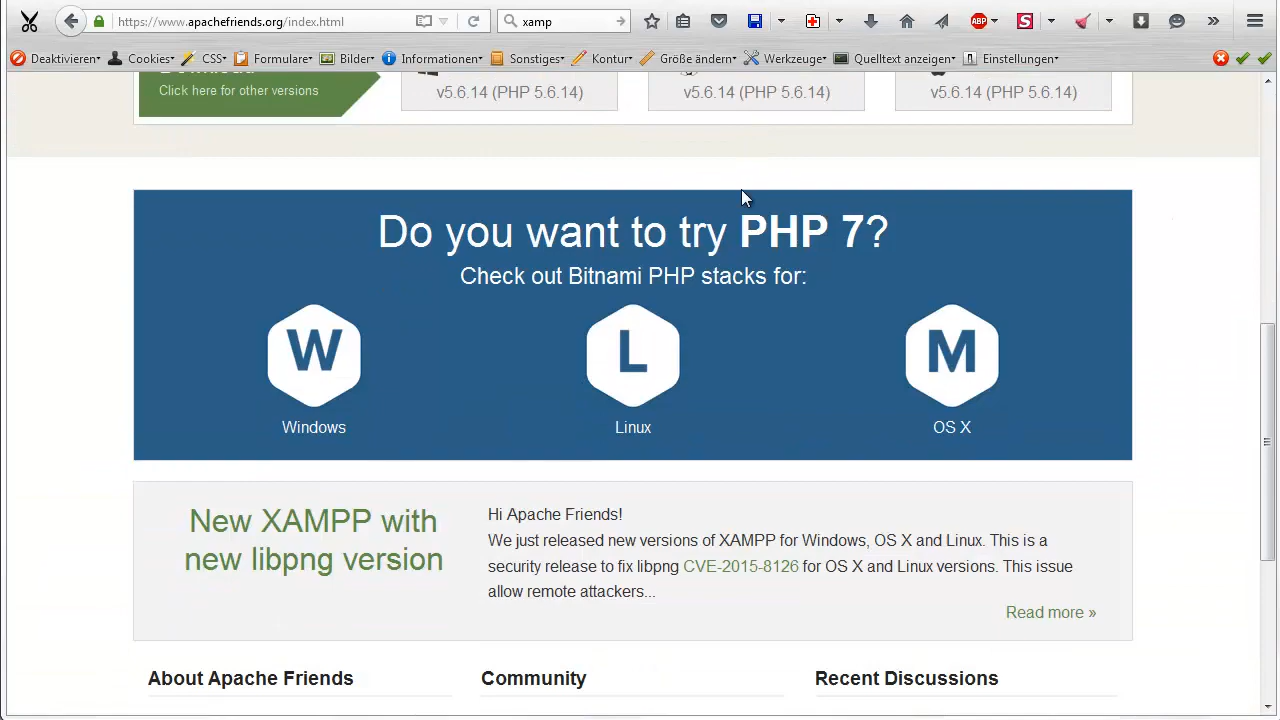 https://www.apachefriends.org/index.html
xamp
ABP
S
Deaktivieren
Cookies
CSS
Formulare
Bilder
Informationen
Sonstiges
Kontur
Größe ändern
Werkzeuge
Quelltext anzeigen
Einstellungen
Download
Click here for other versions
v5.6.14 (PHP 5.6.14)
v5.6.14 (PHP 5.6.14)
v5.6.14 (PHP 5.6.14)
Do you want to try PHP 7?
Check out Bitnami PHP stacks for:
W
L
M
Windows
Linux
OS X
New XAMPP with
new libpng version
Hi Apache Friends!
We just released new versions of XAMPP for Windows, OS X and Linux. This is a
security release to fix libpng CVE-2015-8126 for OS X and Linux versions. This issue
allow remote attackers...
Read more »
About Apache Friends
Community
Recent Discussions